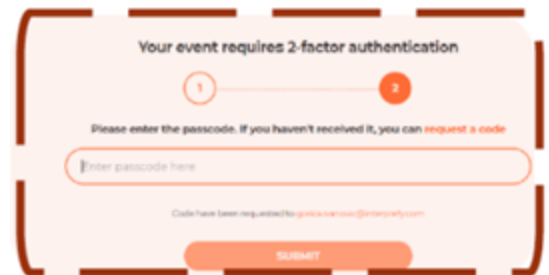 Your event requires 2-factor authentication
1 2
Please enter the passcode. If you haven't received it, you can request a code
Enter passcode here
Code have been requested to
SUBMIT